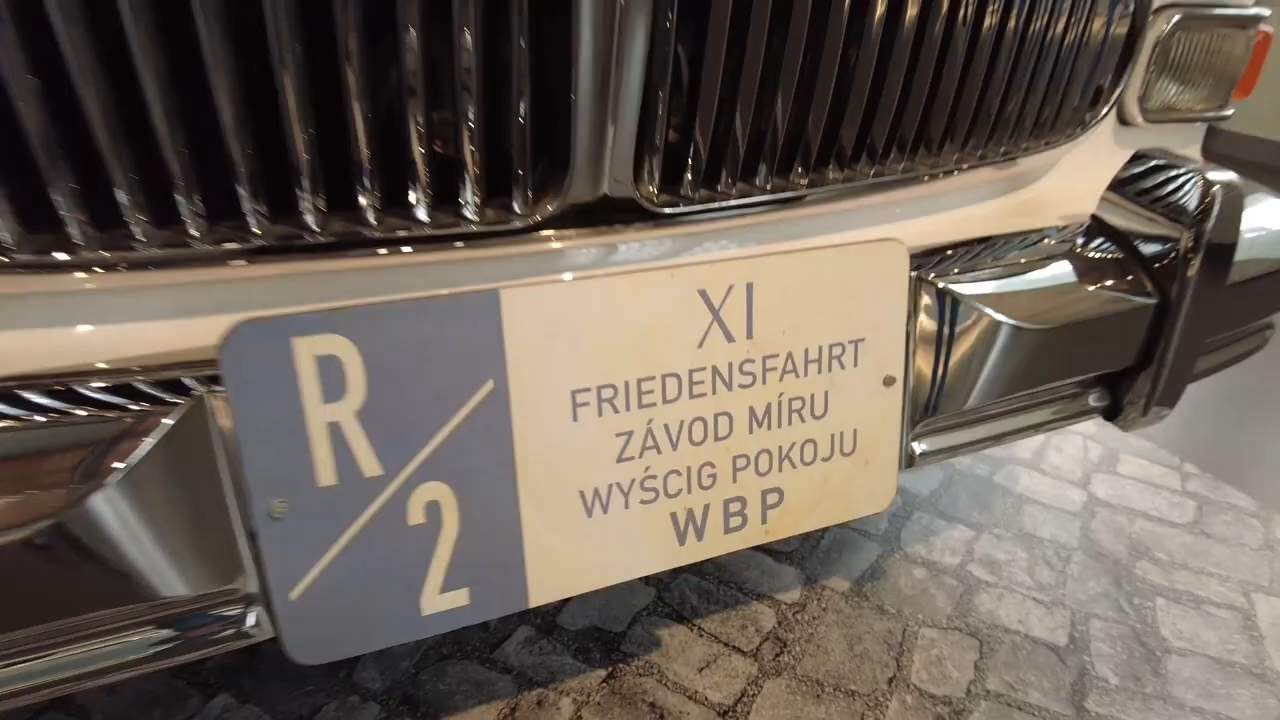 R/2
XI
FRIEDENSFAHRT
ZÁVOD MÍRU
WYŚCIG POKOJU
WBP